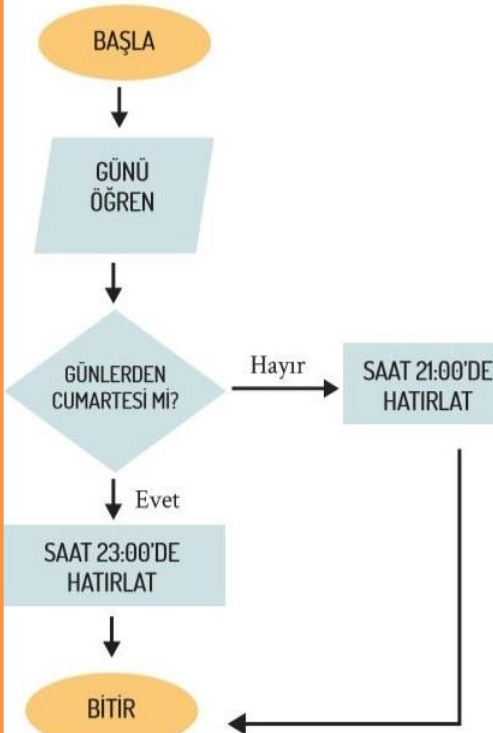 BAŞLA
GÜNÜ
ÖĞREN
GÜNLERDEN
CUMARTESİ Mİ?
Hayır
SAAT 21:00'DE
HATIRLAT
Evet
SAAT 23:00'DE
HATIRLAT
BİTİR